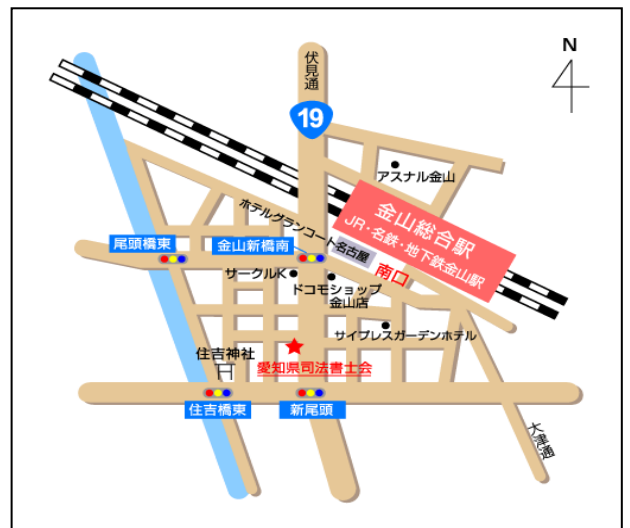 N
伏見通
19
アスナル金山
金山総合駅
JR・名鉄・地下鉄金山駅
ホテルグランコート名古屋
南口
尾頭橋東
金山新橋南
サークルK
ドコモショップ
金山店
サイプレスガーデンホテル
住吉神社
愛知県司法書士会
住吉橋東
新尾頭
大津通